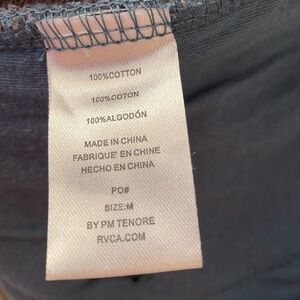 100%COTTON
100%COTON
100%ALGODÓN
MADE IN CHINA
FABRIQUE' EN CHINE
HECHO EN CHINA
PO#
SIZE:M
BY PM TENORE
RVCA.COM